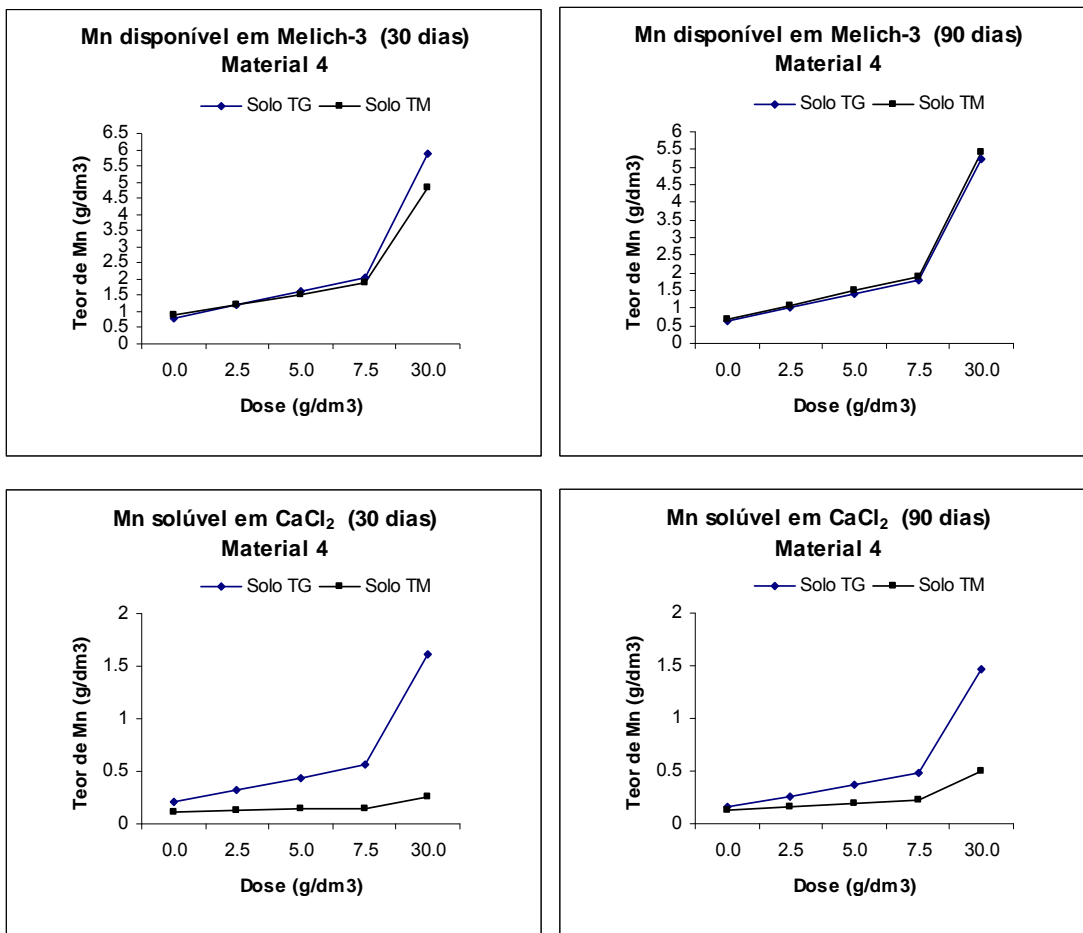 Mn disponível em Melich-3 (30 dias)
Material 4
Solo TG Solo TM
Teor de Mn (g/dm3)
6.5
6
5.5
5
4.5
4
3.5
3
2.5
2
1.5
1
0.5
0
0.0 2.5 5.0 7.5 30.0
Dose (g/dm3)
Mn disponível em Melich-3 (90 dias)
Material 4
Solo TG Solo TM
Teor de Mn (g/dm3)
6
5.5
5
4.5
4
3.5
3
2.5
2
1.5
1
0.5
0
0.0 2.5 5.0 7.5 30.0
Dose (g/dm3)
Mn solúvel em CaCl₂ (30 dias)
Material 4
Solo TG Solo TM
Teor de Mn (g/dm3)
2
1.5
1
0.5
0
0.0 2.5 5.0 7.5 30.0
Dose (g/dm3)
Mn solúvel em CaCl₂ (90 dias)
Material 4
Solo TG Solo TM
Teor de Mn (g/dm3)
2
1.5
1
0.5
0
0.0 2.5 5.0 7.5 30.0
Dose (g/dm3)